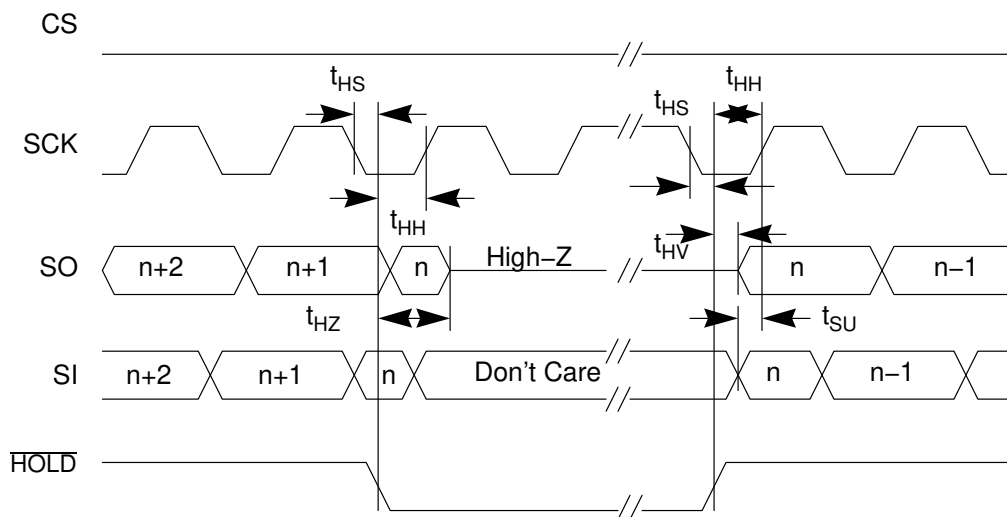 CS
tHS
tHH
tHS
SCK
tHH
tHV
SO
n+2
n+1
n
High–Z
n
n–1
tHZ
tSU
SI
n+2
n+1
n
Don't Care
n
n–1
HOLD